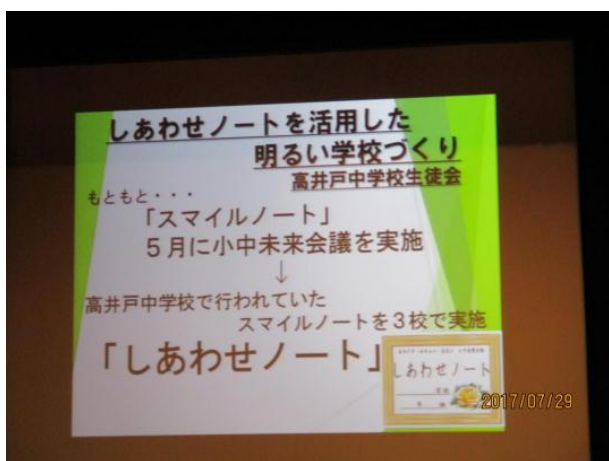 しあわせノートを活用した
明るい学校づくり
高井戸中学校生徒会
もともと・・・
「スマイルノート」
５月に小中未来会議を実施
↓
高井戸中学校で行われていた
スマイルノートを３校で実施
「しあわせノート」
しあわせノート
2017/07/29